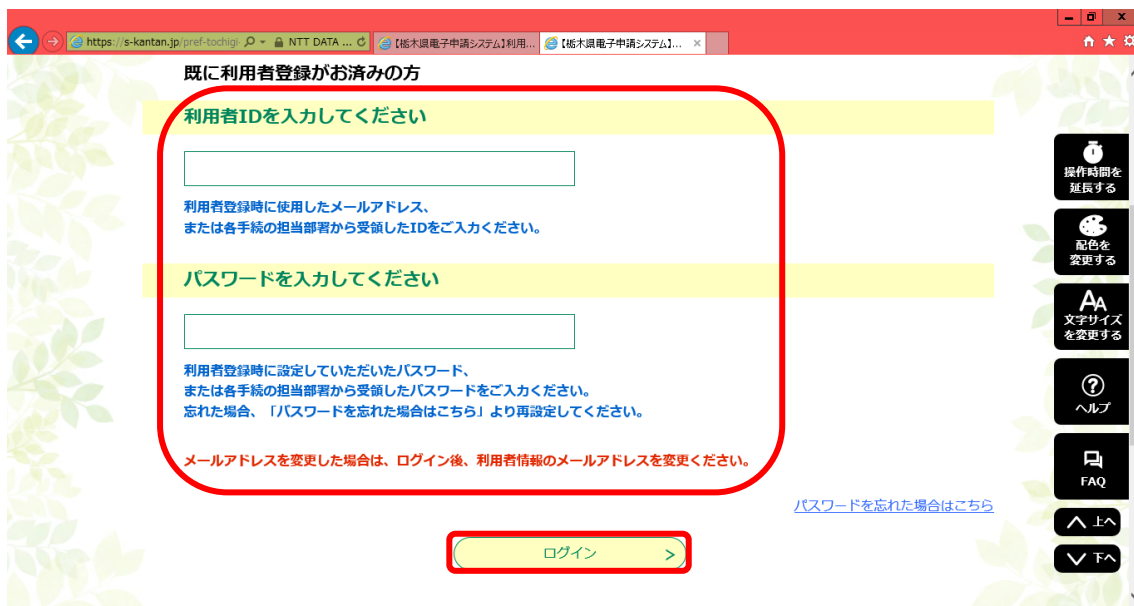 https://s-kantan.jp/pref-tochigi- NTT DATA ... 【栃木県電子申請システム】利用... 【栃木県電子申請システム】... ×
既に利用者登録がお済みの方
利用者IDを入力してください
利用者登録時に使用したメールアドレス、
または各手続の担当部署から受領したIDをご入力ください。
パスワードを入力してください
利用者登録時に設定していただいたパスワード、
または各手続の担当部署から受領したパスワードをご入力ください。
忘れた場合、「パスワードを忘れた場合はこちら」より再設定してください。
メールアドレスを変更した場合は、ログイン後、利用者情報のメールアドレスを変更ください。
パスワードを忘れた場合はこちら
ログイン >
操作時間を
延長する
配色を
変更する
AA
文字サイズ
を変更する
?
ヘルプ
FAQ
上へ
下へ